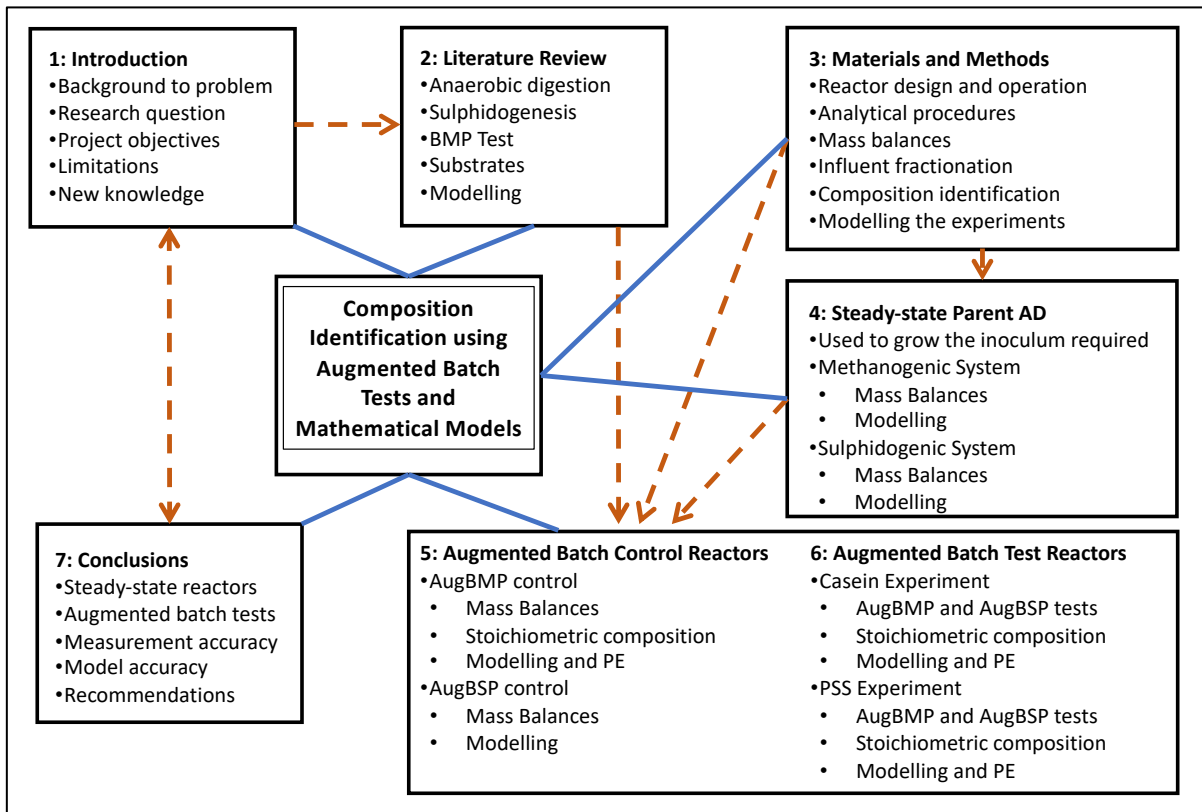 1: Introduction
•Background to problem
•Research question
•Project objectives
•Limitations
•New knowledge
2: Literature Review
•Anaerobic digestion
•Sulphidogenesis
•BMP Test
•Substrates
•Modelling
3: Materials and Methods
•Reactor design and operation
•Analytical procedures
•Mass balances
•Influent fractionation
•Composition identification
•Modelling the experiments
Composition
Identification using
Augmented Batch
Tests and
Mathematical Models
4: Steady-state Parent AD
•Used to grow the inoculum required
•Methanogenic System
• Mass Balances
• Modelling
•Sulphidogenic System
• Mass Balances
• Modelling
5: Augmented Batch Control Reactors
•AugBMP control
• Mass Balances
• Stoichiometric composition
• Modelling and PE
•AugBSP control
• Mass Balances
• Modelling
6: Augmented Batch Test Reactors
•Casein Experiment
• AugBMP and AugBSP tests
• Stoichiometric composition
• Modelling and PE
•PSS Experiment
• AugBMP and AugBSP tests
• Stoichiometric composition
• Modelling and PE
7: Conclusions
•Steady-state reactors
•Augmented batch tests
•Measurement accuracy
•Model accuracy
•Recommendations